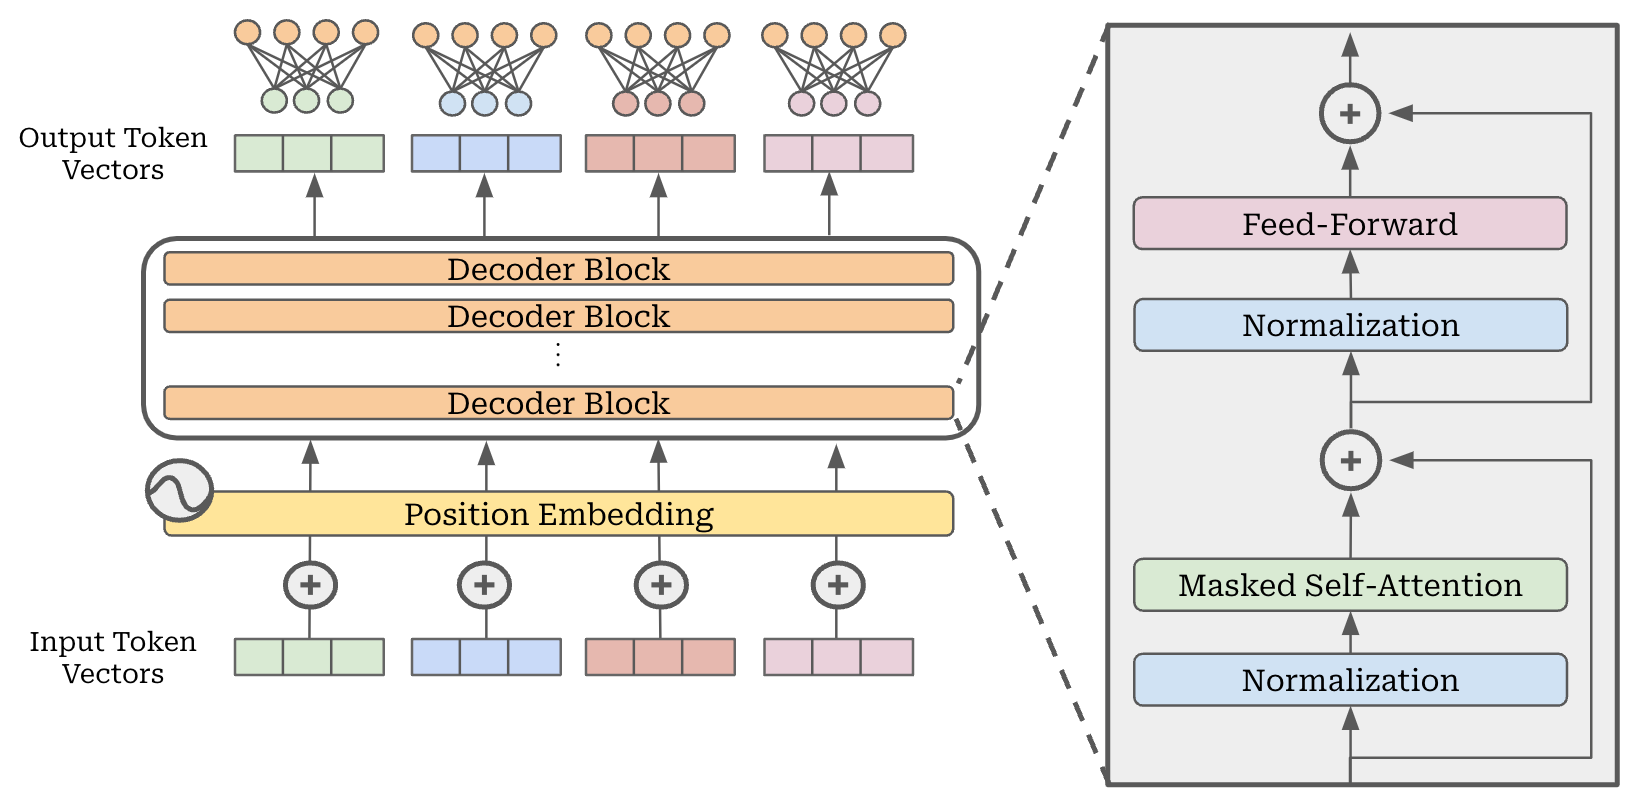 Output Token
Vectors
Decoder Block
Decoder Block
⋮
Decoder Block
Position Embedding
+ + + +
Input Token
Vectors
+
Feed-Forward
Normalization
+
Masked Self-Attention
Normalization